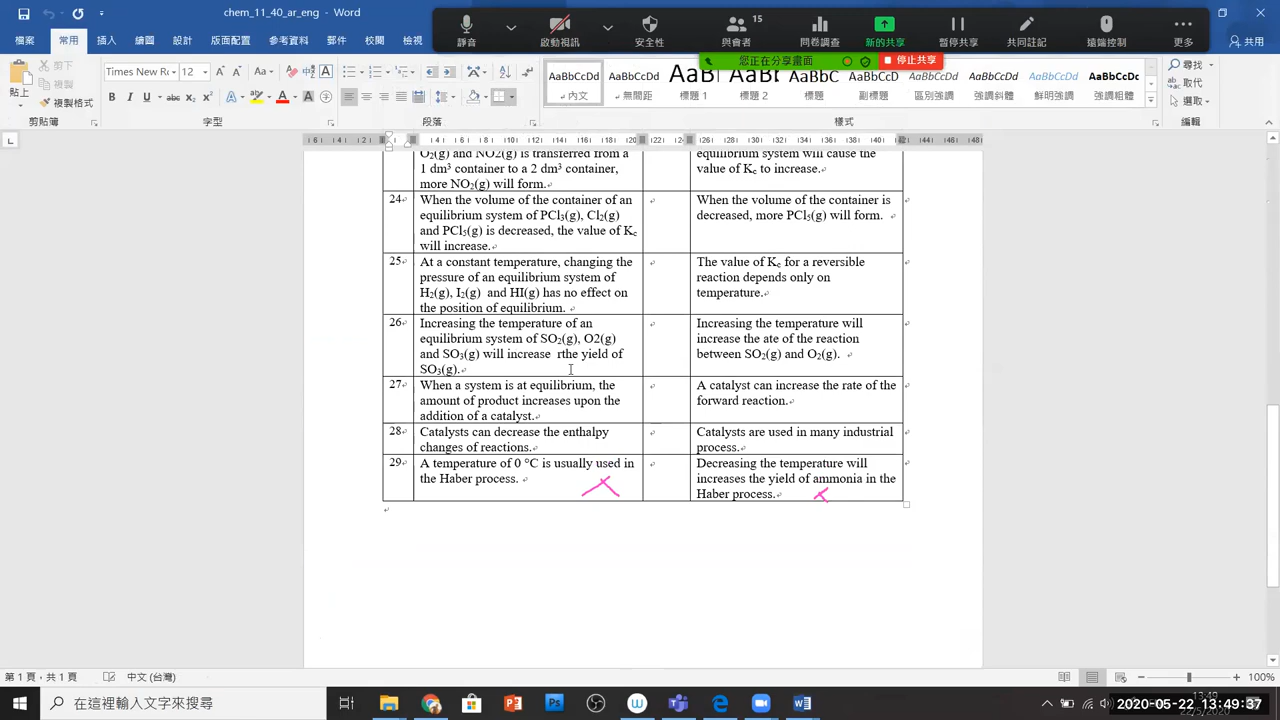 chem_11_40_ar_eng - Word
15
靜音
啟動視訊
安全性
與會者
問卷調查
新的共享
暫停共享
共同註記
遠端控制
更多
檔案 常用 插入 設計 版面配置 參考資料 郵件 校閱 檢視
您正在分享畫面
停止共享
共用
剪下
複製格式
貼上
Times New Ro 12
AaBbCcDd AaBbCcDd AaBb AaBb( AaBbC AaBbCcDd AaBbCcDd AaBbCcDd AaBbCcDd AaBbCcDc
內文 無間距 標題 1 標題 2 標題 副標題 區別強調 強調斜體 鮮明強調 強調粗體
尋找
取代
選取
剪貼簿 字型 段落 樣式 編輯
O2(g) and NO2(g) is transferred from a
1 dm³ container to a 2 dm³ container,
more NO₂(g) will form.
equilibrium system will cause the
value of Kc to increase.
24
When the volume of the container of an
equilibrium system of PCl₃(g), Cl₂(g)
and PCl₅(g) is decreased, the value of Kc
will increase.
When the volume of the container is
decreased, more PCl₅(g) will form.
25
At a constant temperature, changing the
pressure of an equilibrium system of
H₂(g), I₂(g) and HI(g) has no effect on
the position of equilibrium.
The value of Kc for a reversible
reaction depends only on
temperature.
26
Increasing the temperature of an
equilibrium system of SO₂(g), O2(g)
and SO₃(g) will increase rthe yield of
SO₃(g).
Increasing the temperature will
increase the ate of the reaction
between SO₂(g) and O₂(g).
27
When a system is at equilibrium, the
amount of product increases upon the
addition of a catalyst.
A catalyst can increase the rate of the
forward reaction.
28
Catalysts can decrease the enthalpy
changes of reactions.
Catalysts are used in many industrial
process.
29
A temperature of 0 °C is usually used in
the Haber process.
Decreasing the temperature will
increases the yield of ammonia in the
Haber process.
第 1 頁，共 1 頁 中文 (台灣) 100%
在這裡輸入文字來搜尋
2020-05-22 13:49:37